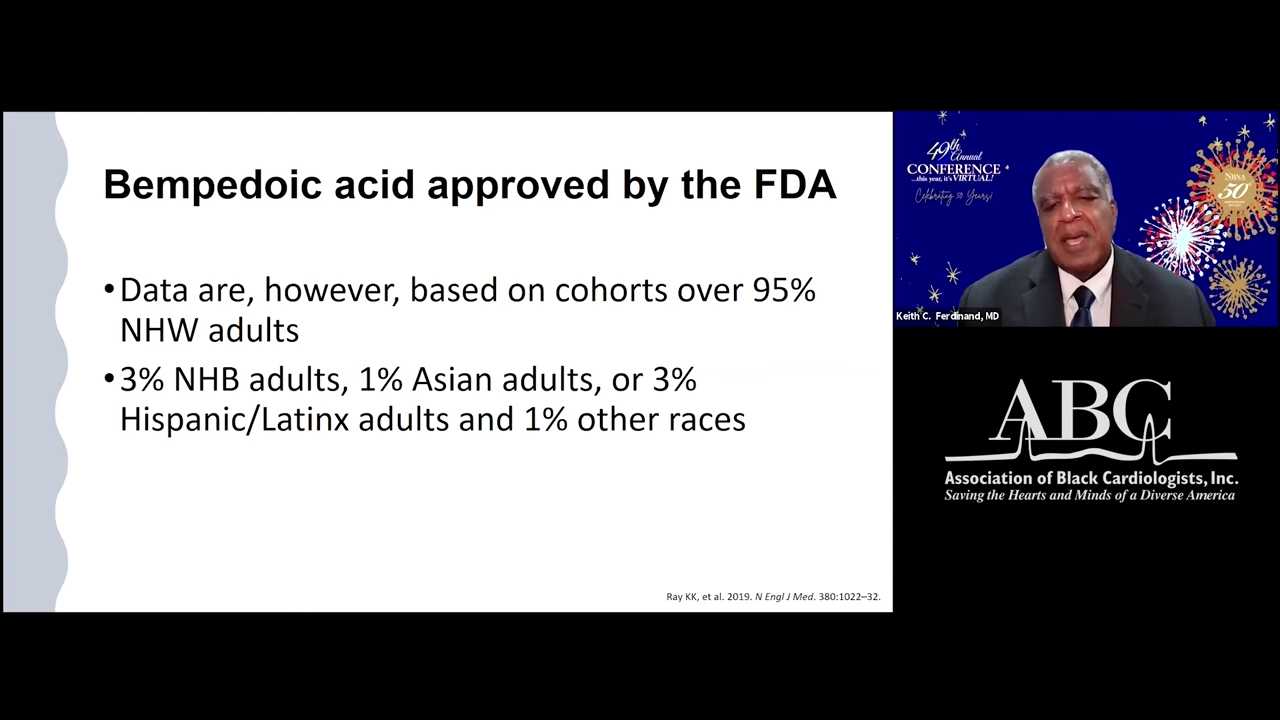 Bempedoic acid approved by the FDA
•Data are, however, based on cohorts over 95%
NHW adults
•3% NHB adults, 1% Asian adults, or 3%
Hispanic/Latinx adults and 1% other races
Ray KK, et al. 2019. N Engl J Med. 380:1022–32.
49th
Annual
CONFERENCE
...this year, it's VIRTUAL!
Celebrating 50 Years!
NBNA
50
Keith C. Ferdinand, MD
ABC
Association of Black Cardiologists, Inc.
Saving the Hearts and Minds of a Diverse America